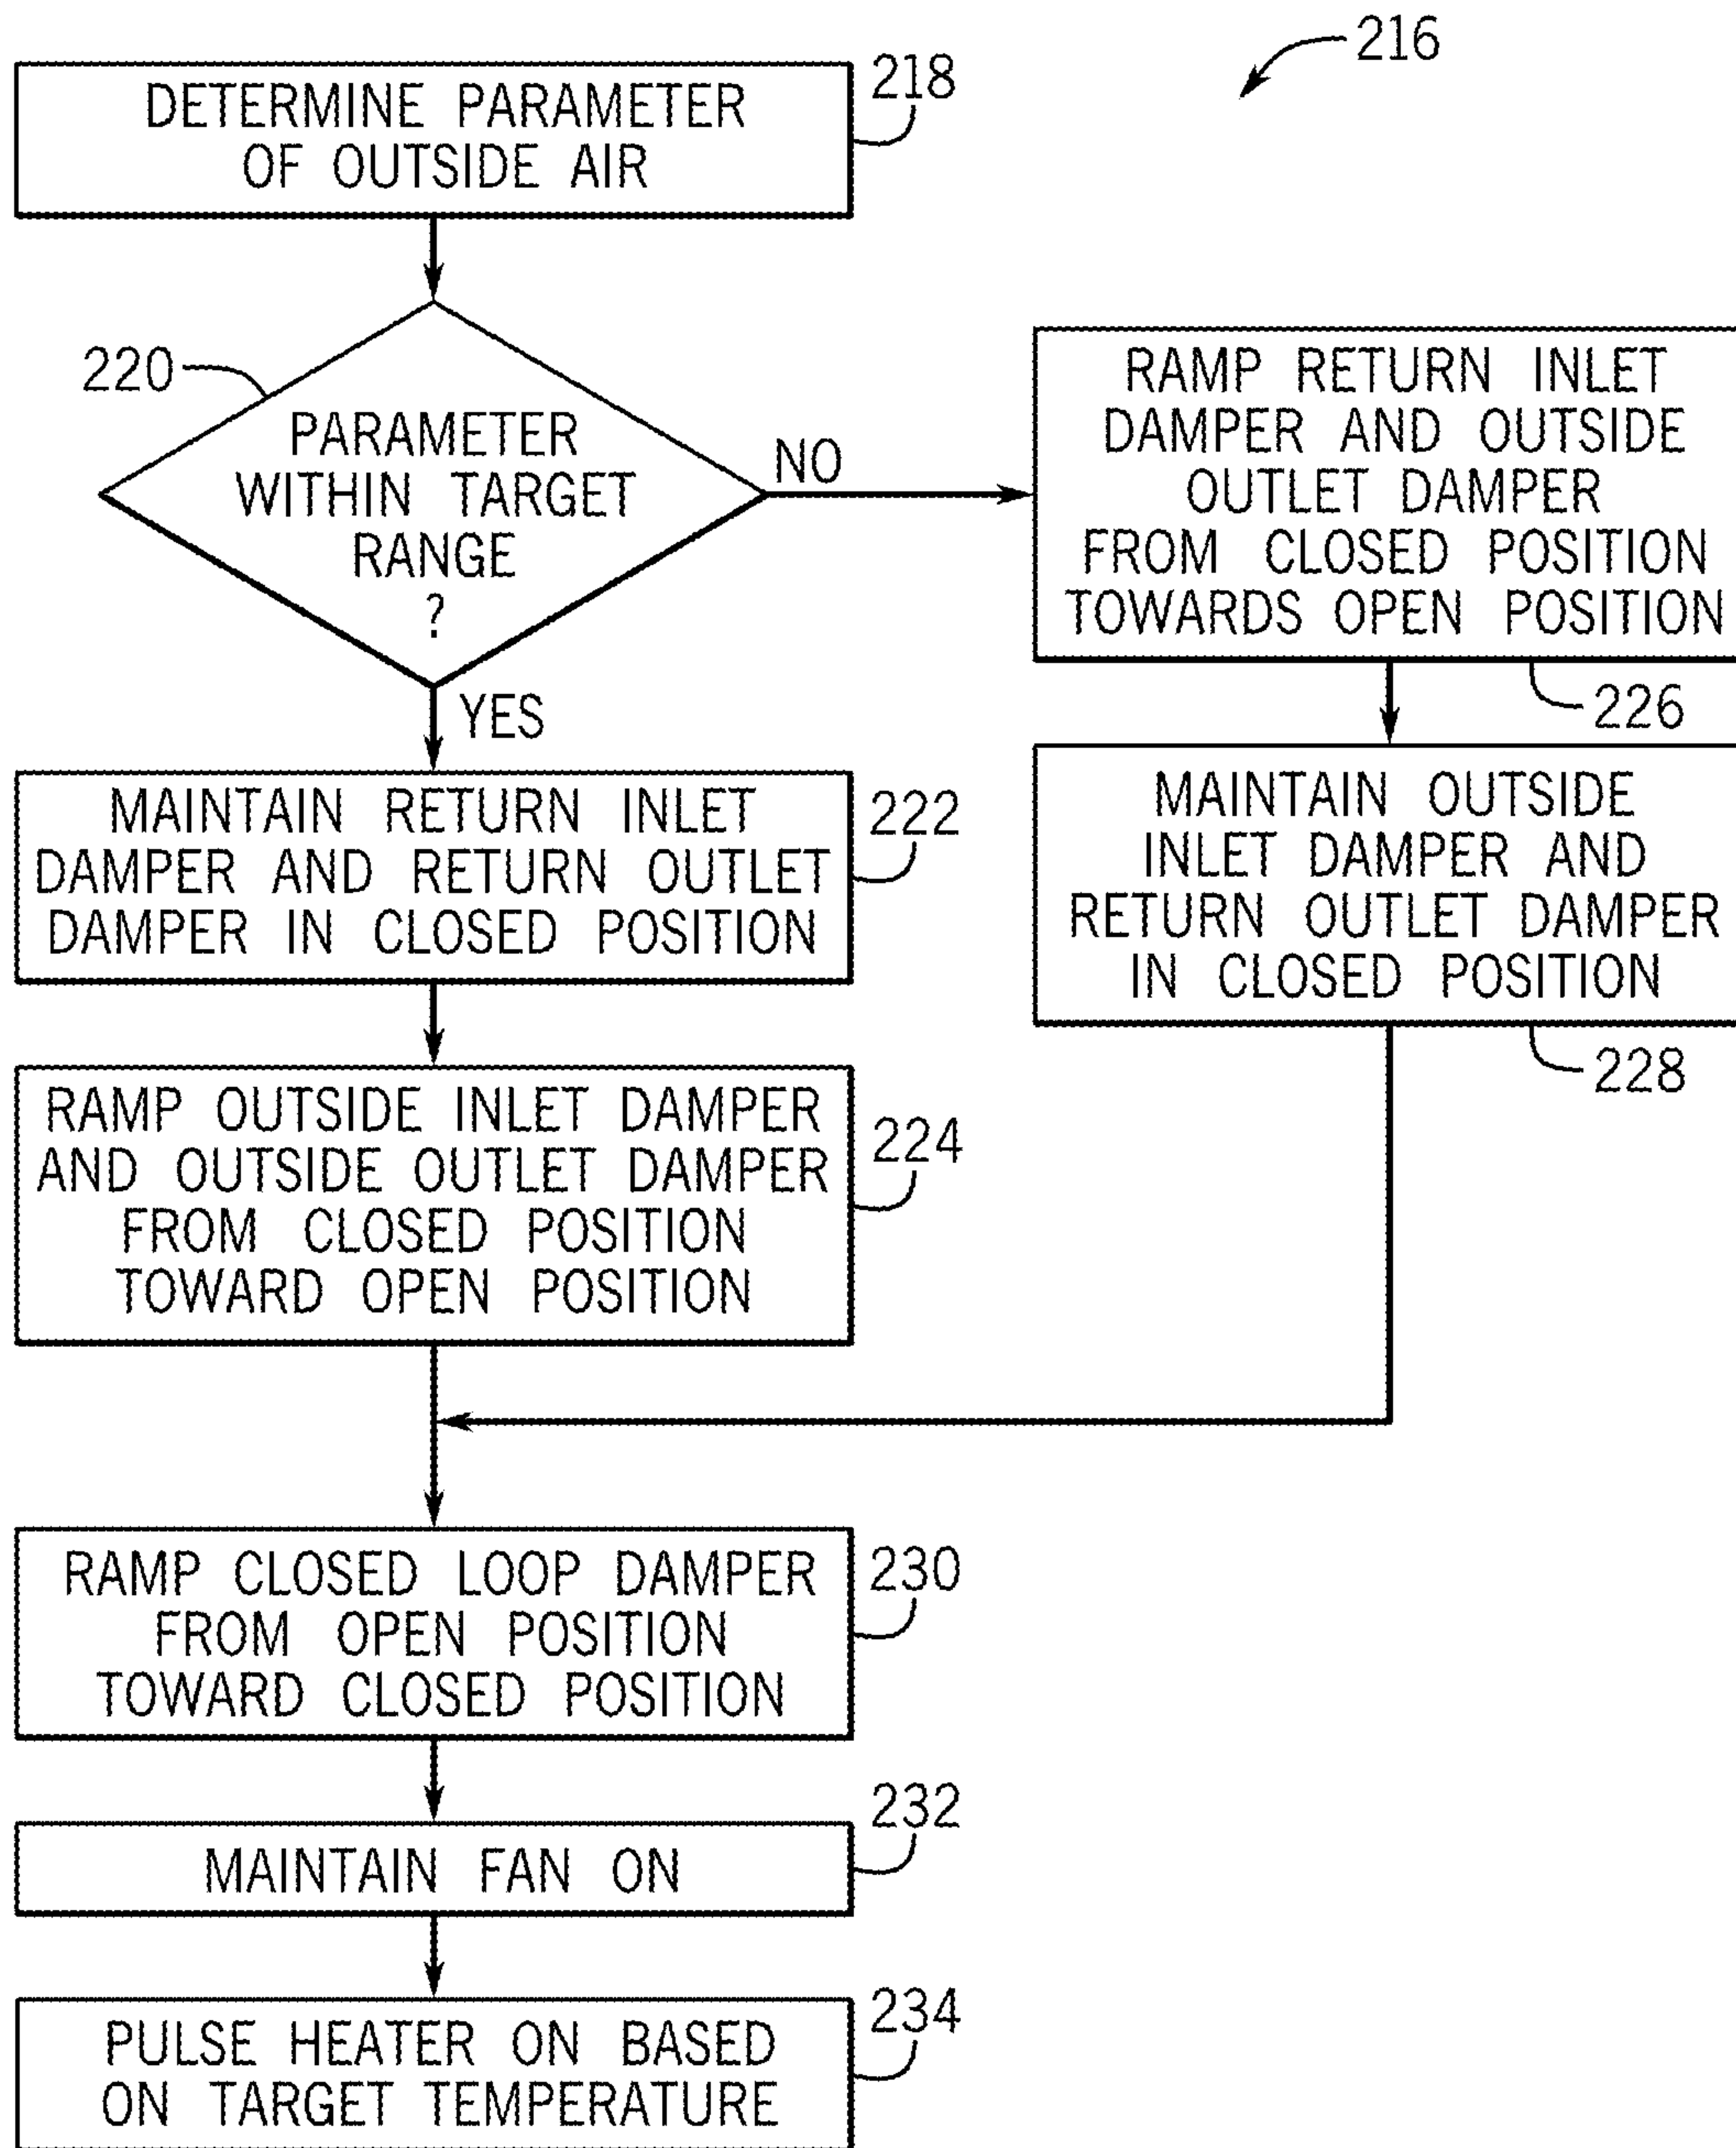 216
DETERMINE PARAMETER
OF OUTSIDE AIR
218
220
PARAMETER
WITHIN TARGET
RANGE
?
NO
YES
RAMP RETURN INLET
DAMPER AND OUTSIDE
OUTLET DAMPER
FROM CLOSED POSITION
TOWARDS OPEN POSITION
226
MAINTAIN OUTSIDE
INLET DAMPER AND
RETURN OUTLET DAMPER
IN CLOSED POSITION
228
MAINTAIN RETURN INLET
DAMPER AND RETURN OUTLET
DAMPER IN CLOSED POSITION
222
RAMP OUTSIDE INLET DAMPER
AND OUTSIDE OUTLET DAMPER
FROM CLOSED POSITION
TOWARD OPEN POSITION
224
RAMP CLOSED LOOP DAMPER
FROM OPEN POSITION
TOWARD CLOSED POSITION
230
MAINTAIN FAN ON
232
PULSE HEATER ON BASED
ON TARGET TEMPERATURE
234